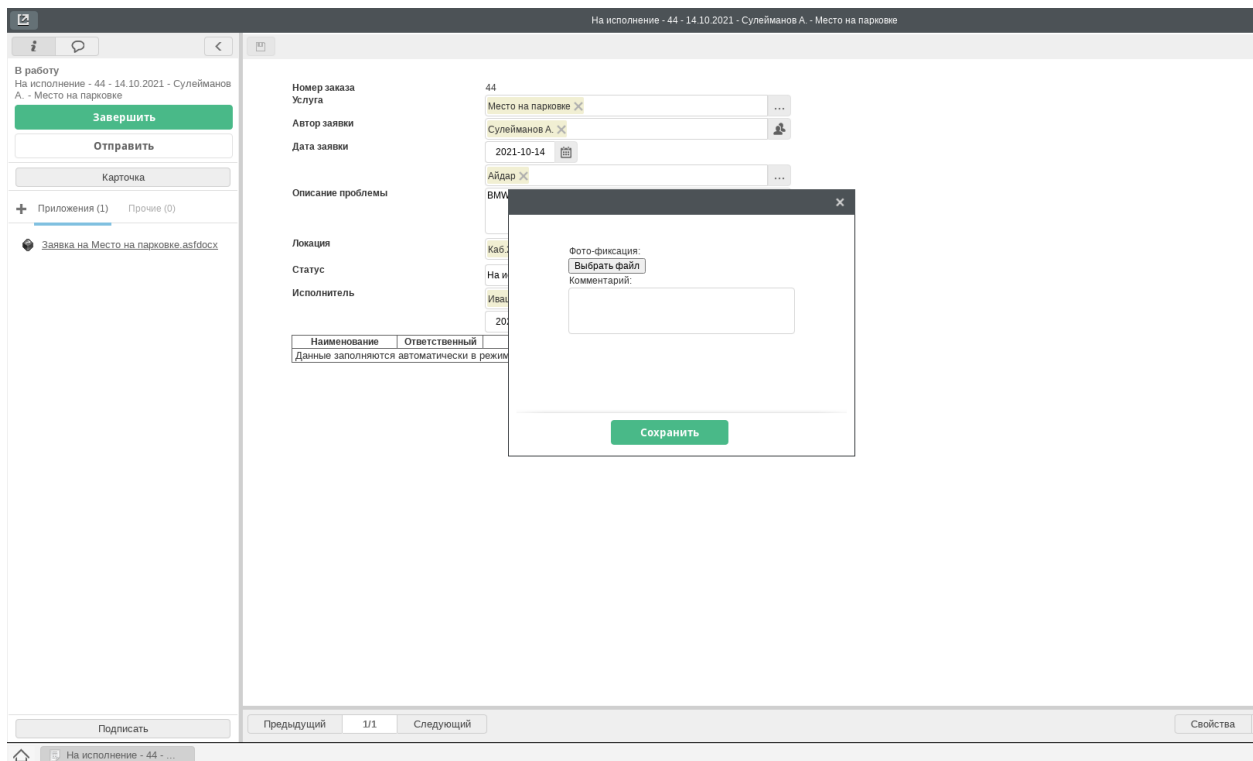 На исполнение - 44 - 14.10.2021 - Сулейманов А. - Место на парковке
В работу
На исполнение - 44 - 14.10.2021 - Сулейманов
А. - Место на парковке
Завершить
Отправить
Карточка
Приложения (1) Прочие (0)
Заявка на Место на парковке.asfdocx
Подписать
Номер заказа 44
Услуга Место на парковке ...
Автор заявки Сулейманов А.
Дата заявки 2021-10-14
Айдар ...
Описание проблемы BMW
Локация Каб.
Статус На и
Исполнитель Ива
202
Наименование Ответственный
Данные заполняются автоматически в режим
Фото-фиксация:
Выбрать файл
Комментарий:
Сохранить
Предыдущий 1/1 Следующий Свойства
На исполнение - 44 - ...